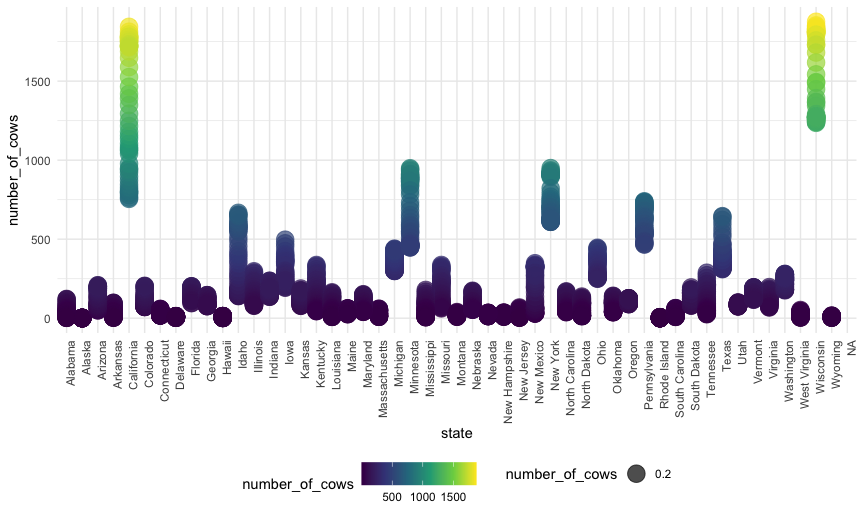 number_of_cows
1500
1000
500
0
Alabama
Alaska
Arizona
Arkansas
California
Colorado
Connecticut
Delaware
Florida
Georgia
Hawaii
Idaho
Illinois
Indiana
Iowa
Kansas
Kentucky
Louisiana
Maine
Maryland
Massachusetts
Michigan
Minnesota
Mississippi
Missouri
Montana
Nebraska
Nevada
New Hampshire
New Jersey
New Mexico
New York
North Carolina
North Dakota
Ohio
Oklahoma
Oregon
Pennsylvania
Rhode Island
South Carolina
South Dakota
Tennessee
Texas
Utah
Vermont
Virginia
Washington
West Virginia
Wisconsin
Wyoming
NA
state
number_of_cows
500 1000 1500
number_of_cows 0.2